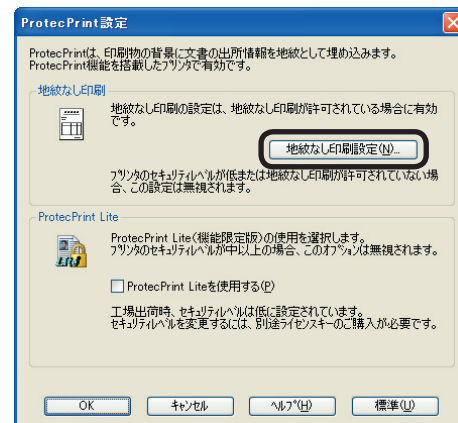 ProtecPrint設定
ProtecPrintは、印刷物の背景に文書の出所情報を地紋として埋め込みます。
ProtecPrint機能を搭載したプリンタで有効です。
地紋なし印刷
地紋なし印刷の設定は、地紋なし印刷が許可されている場合に有効
です。
地紋なし印刷設定(N)...
プリンタのセキュリティレベルが低または地紋なし印刷が許可されていない場
合、この設定は無視されます。
ProtecPrint Lite
ProtecPrint Lite(機能限定版)の使用を選択します。
プリンタのセキュリティレベルが中以上の場合、このオプションは無視されます。
Lite
ProtecPrint Liteを使用する(P)
工場出荷時、セキュリティレベルは低に設定されています。
セキュリティレベルを変更するには、別途ライセンスキーのご購入が必要です。
OK キャンセル ヘルプ(H) 標準(U)